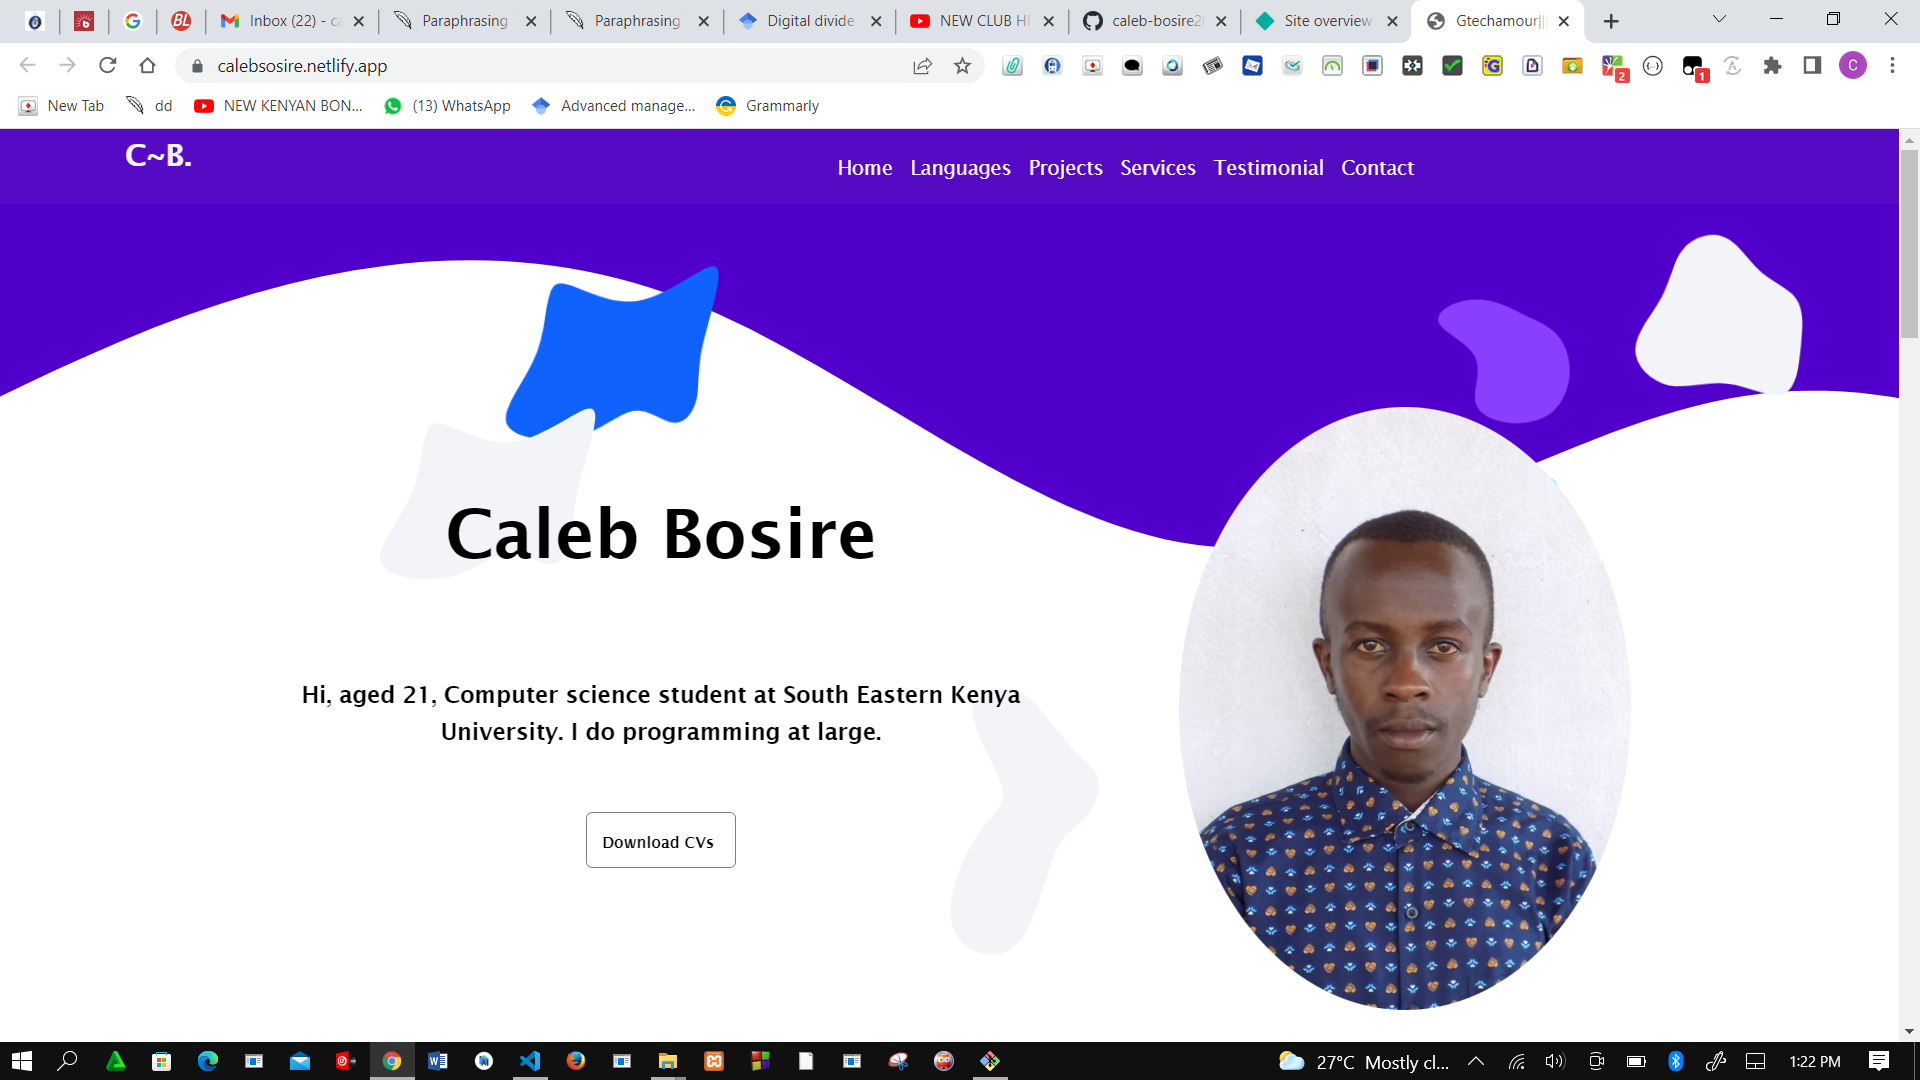 Inbox (22) - ca
Paraphrasing
Paraphrasing
Digital divide
NEW CLUB HI
caleb-bosire2
Site overview
Gtechamour||
calebsosire.netlify.app
2
1
C
New Tab
dd
NEW KENYAN BON...
(13) WhatsApp
Advanced manage...
Grammarly
C~B.
Home
Languages
Projects
Services
Testimonial
Contact
Caleb Bosire
Hi, aged 21, Computer science student at South Eastern Kenya
University. I do programming at large.
Download CVs
27°C Mostly cl...
1:22 PM